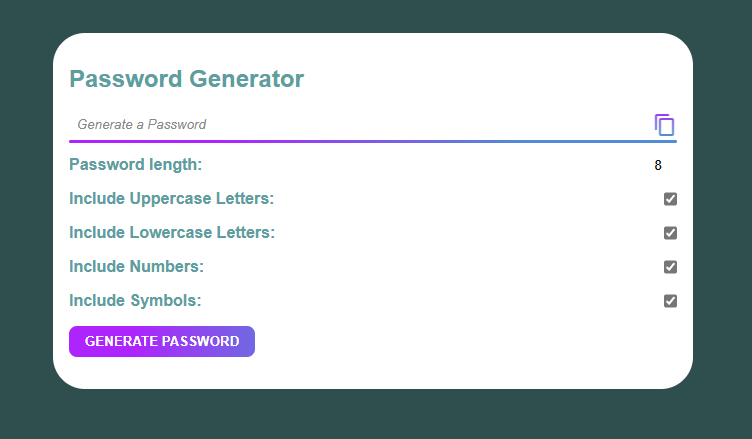 Password Generator
Generate a Password
Password length: 8
Include Uppercase Letters:
Include Lowercase Letters:
Include Numbers:
Include Symbols:
GENERATE PASSWORD